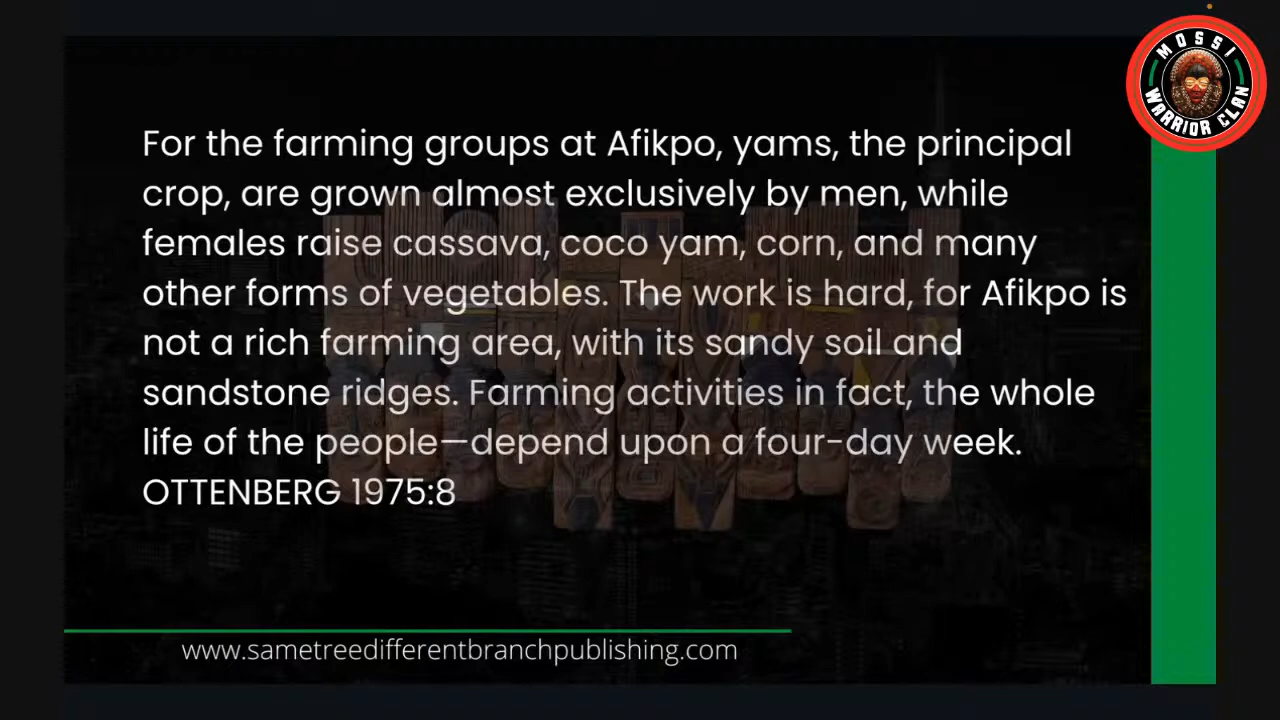 MOSSI
WARRIOR CLAN
For the farming groups at Afikpo, yams, the principal
crop, are grown almost exclusively by men, while
females raise cassava, coco yam, corn, and many
other forms of vegetables. The work is hard, for Afikpo is
not a rich farming area, with its sandy soil and
sandstone ridges. Farming activities in fact, the whole
life of the people—depend upon a four-day week.
OTTENBERG 1975:8
www.sametreedifferentbranchpublishing.com